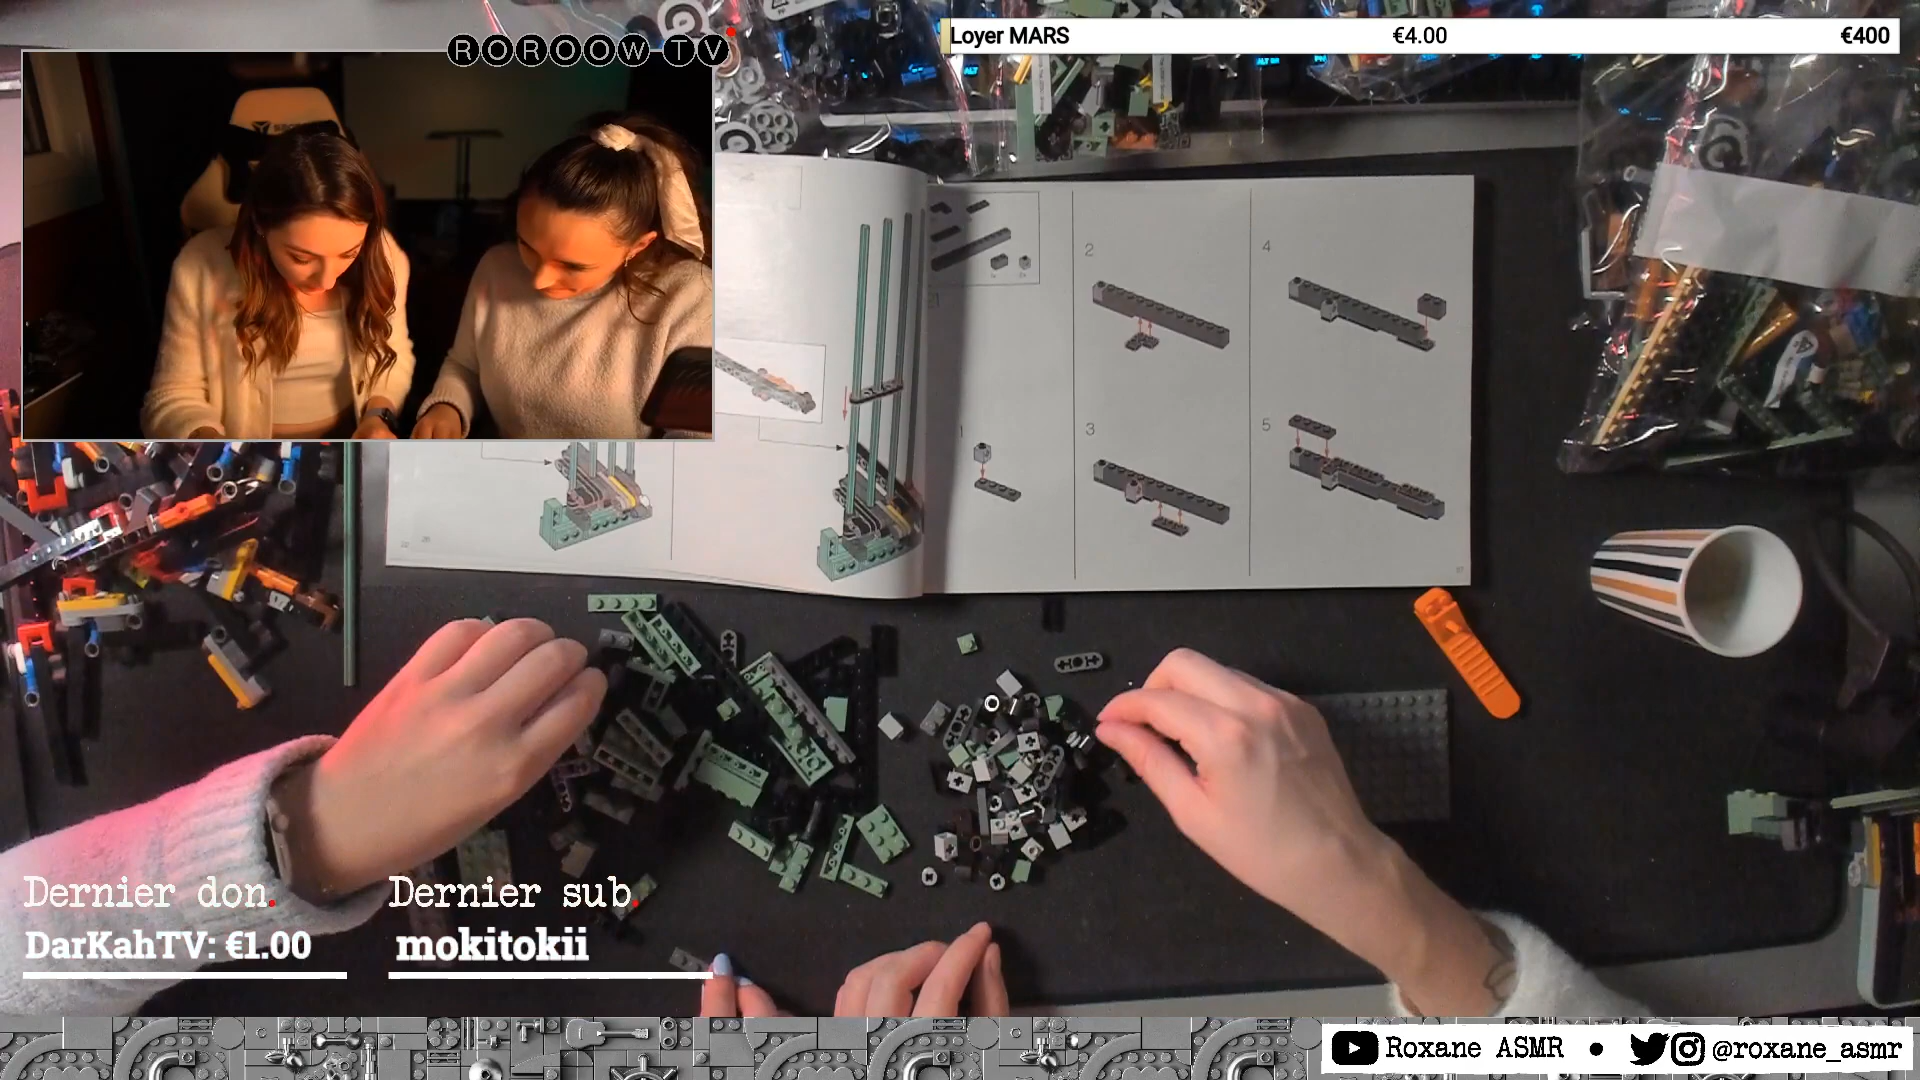 ROROOW TV
Loyer MARS €4.00 €400
2
4
1
3
5
Dernier don.
DarKahTV: €1.00
Dernier sub.
mokitokii
Roxane ASMR • @roxane_asmr